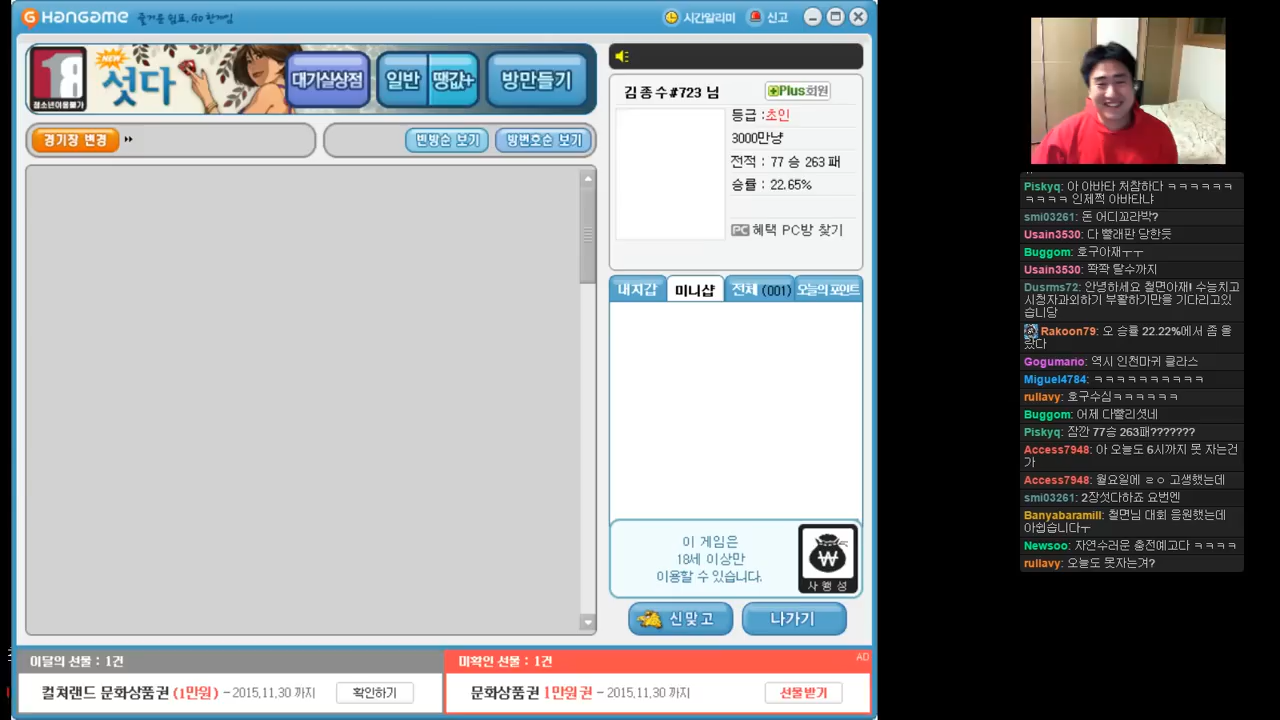 HANGAME 즐거운 쉼표, Go 한게임
시간알리미 신고
18
청소년이용불가
NEW
섯다
대기실상점 일반 땡값+ 방만들기
김종수#723 님 Plus회원
등급 : 초인
3000만냥
전적 : 77 승 263 패
승률 : 22.65%
PC 혜택 PC방 찾기
경기장 변경
빈방순 보기 방번호순 보기
내지갑 미니샵 전체 (001) 오늘의 포인트
이 게임은
18세 이상만
이용할 수 있습니다.
사행성
신맞고 나가기
이달의 선물 : 1건
미확인 선물 : 1건
AD
컬쳐랜드 문화상품권 (1만원) - 2015.11.30 까지 확인하기
문화상품권 1만원 권 - 2015.11.30 까지 선물받기
Piskyq: 아 아바타 처참하다 ㅋㅋㅋㅋㅋㅋ
ㅋㅋㅋㅋ 인제적 아바타냐
smi03261: 돈 어디꼬라박?
Usain3530: 다 빨래판 당한듯
Buggom: 호구아재ㅜㅜ
Usain3530: 쫙쫙 탈수까지
Dusrms72: 안녕하세요 철면아재! 수능치고
시청자과외하기 부활하기만을 기다리고있
습니당
Rakoon79: 오 승률 22.22%에서 좀 올
랐다
Gogumario: 역시 인천마귀 클라스
Miguel4784: ㅋㅋㅋㅋㅋㅋㅋㅋㅋㅋ
rullavy: 호구수심ㅋㅋㅋㅋㅋㅋ
Buggom: 어제 다빨리셧네
Piskyq: 잠깐 77승 263패???????
Access7948: 아 오늘도 6시까지 못 자는건
가
Access7948: 월요일에 ㄹㅇ 고생했는데
smi03261: 2장섯다하죠 요번엔
Banyabaramill: 철면님 대회 응원했는데
아쉽습니다ㅜ
Newsoo: 자연수러운 충전예고다 ㅋㅋㅋㅋ
rullavy: 오늘도 못자는겨?